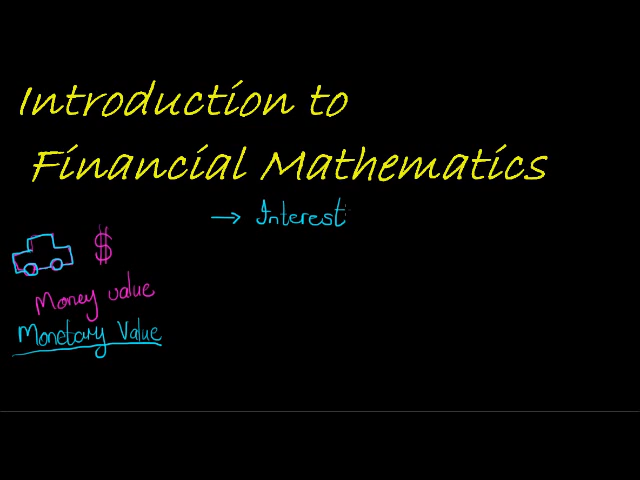 Introduction to
Financial Mathematics
→ Interest
$
Money value
Monetary Value